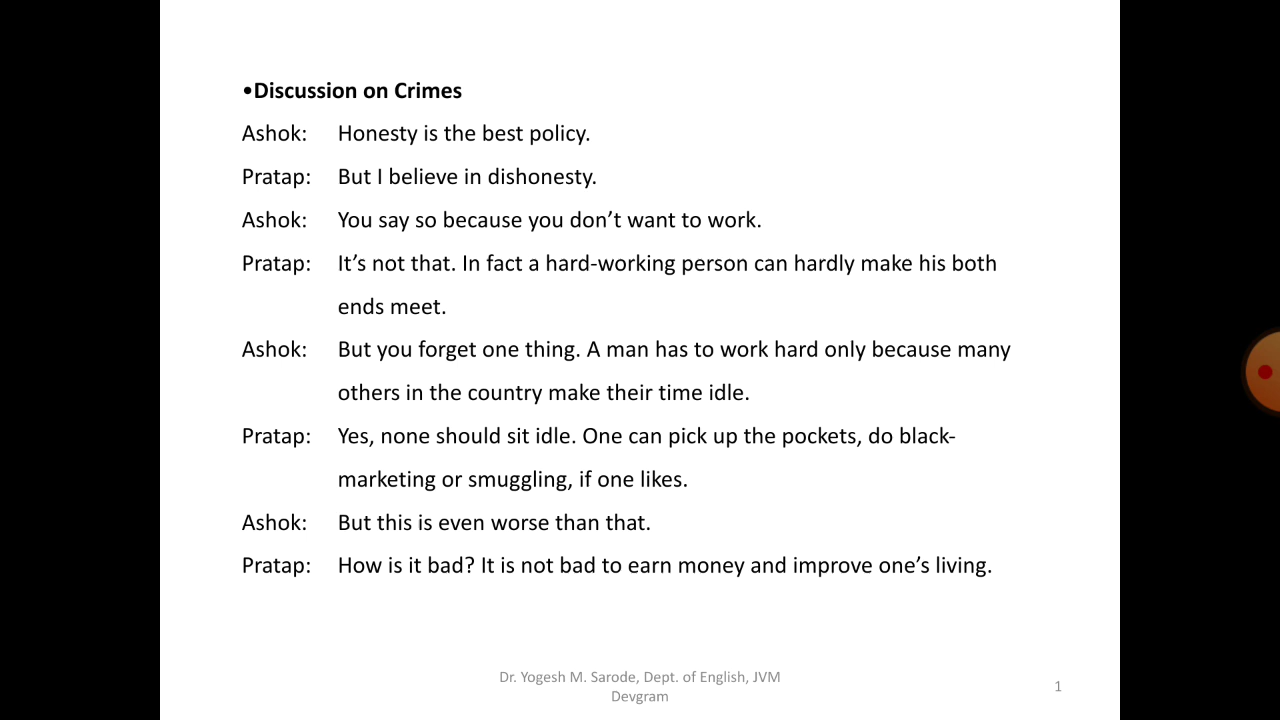 •Discussion on Crimes
Ashok: Honesty is the best policy.
Pratap: But I believe in dishonesty.
Ashok: You say so because you don’t want to work.
Pratap: It’s not that. In fact a hard-working person can hardly make his both
ends meet.
Ashok: But you forget one thing. A man has to work hard only because many
others in the country make their time idle.
Pratap: Yes, none should sit idle. One can pick up the pockets, do black-
marketing or smuggling, if one likes.
Ashok: But this is even worse than that.
Pratap: How is it bad? It is not bad to earn money and improve one’s living.
Dr. Yogesh M. Sarode, Dept. of English, JVM
Devgram
1